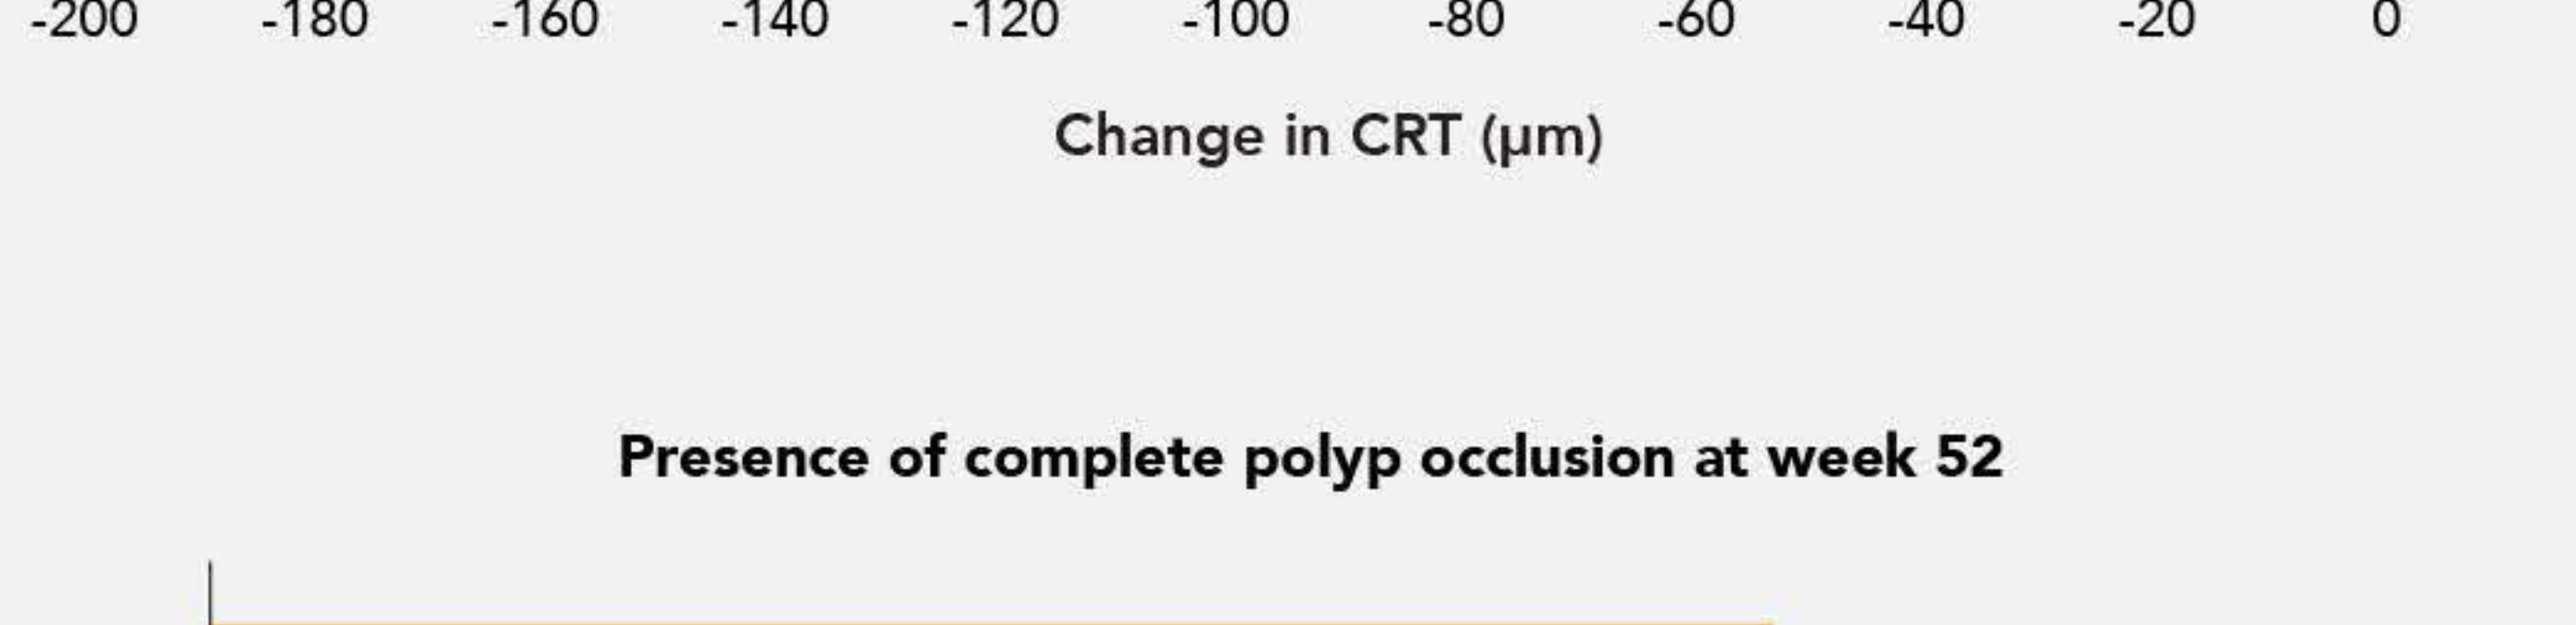 -200 -180 -160 -140 -120 -100 -80 -60 -40 -20 0
Change in CRT (µm)
Presence of complete polyp occlusion at week 52